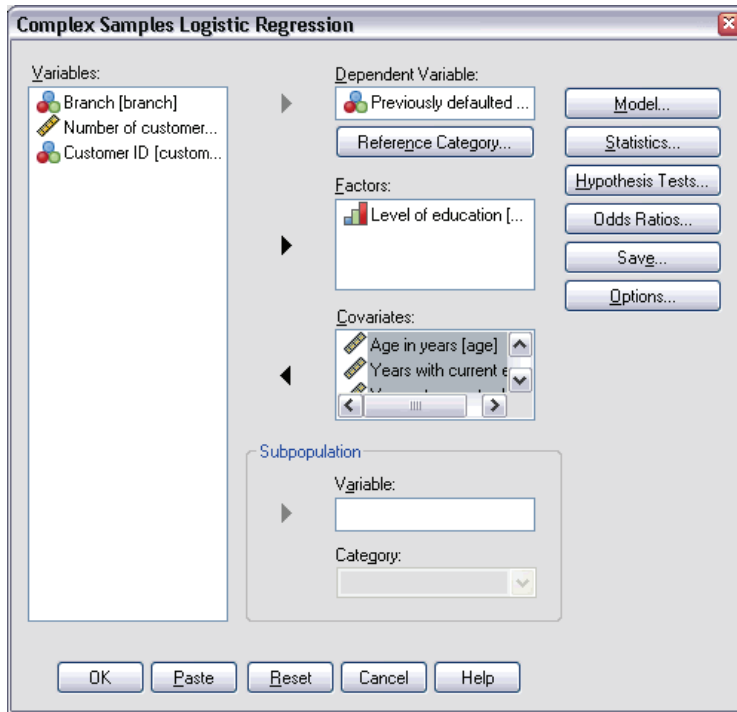 Complex Samples Logistic Regression
Variables:
Branch [branch]
Number of customer...
Customer ID [custom...
Dependent Variable:
Previously defaulted ...
Reference Category...
Factors:
Level of education [...
Covariates:
Age in years [age]
Years with current e
Subpopulation
Variable:
Category:
Model...
Statistics...
Hypothesis Tests...
Odds Ratios...
Save...
Options...
OK
Paste
Reset
Cancel
Help